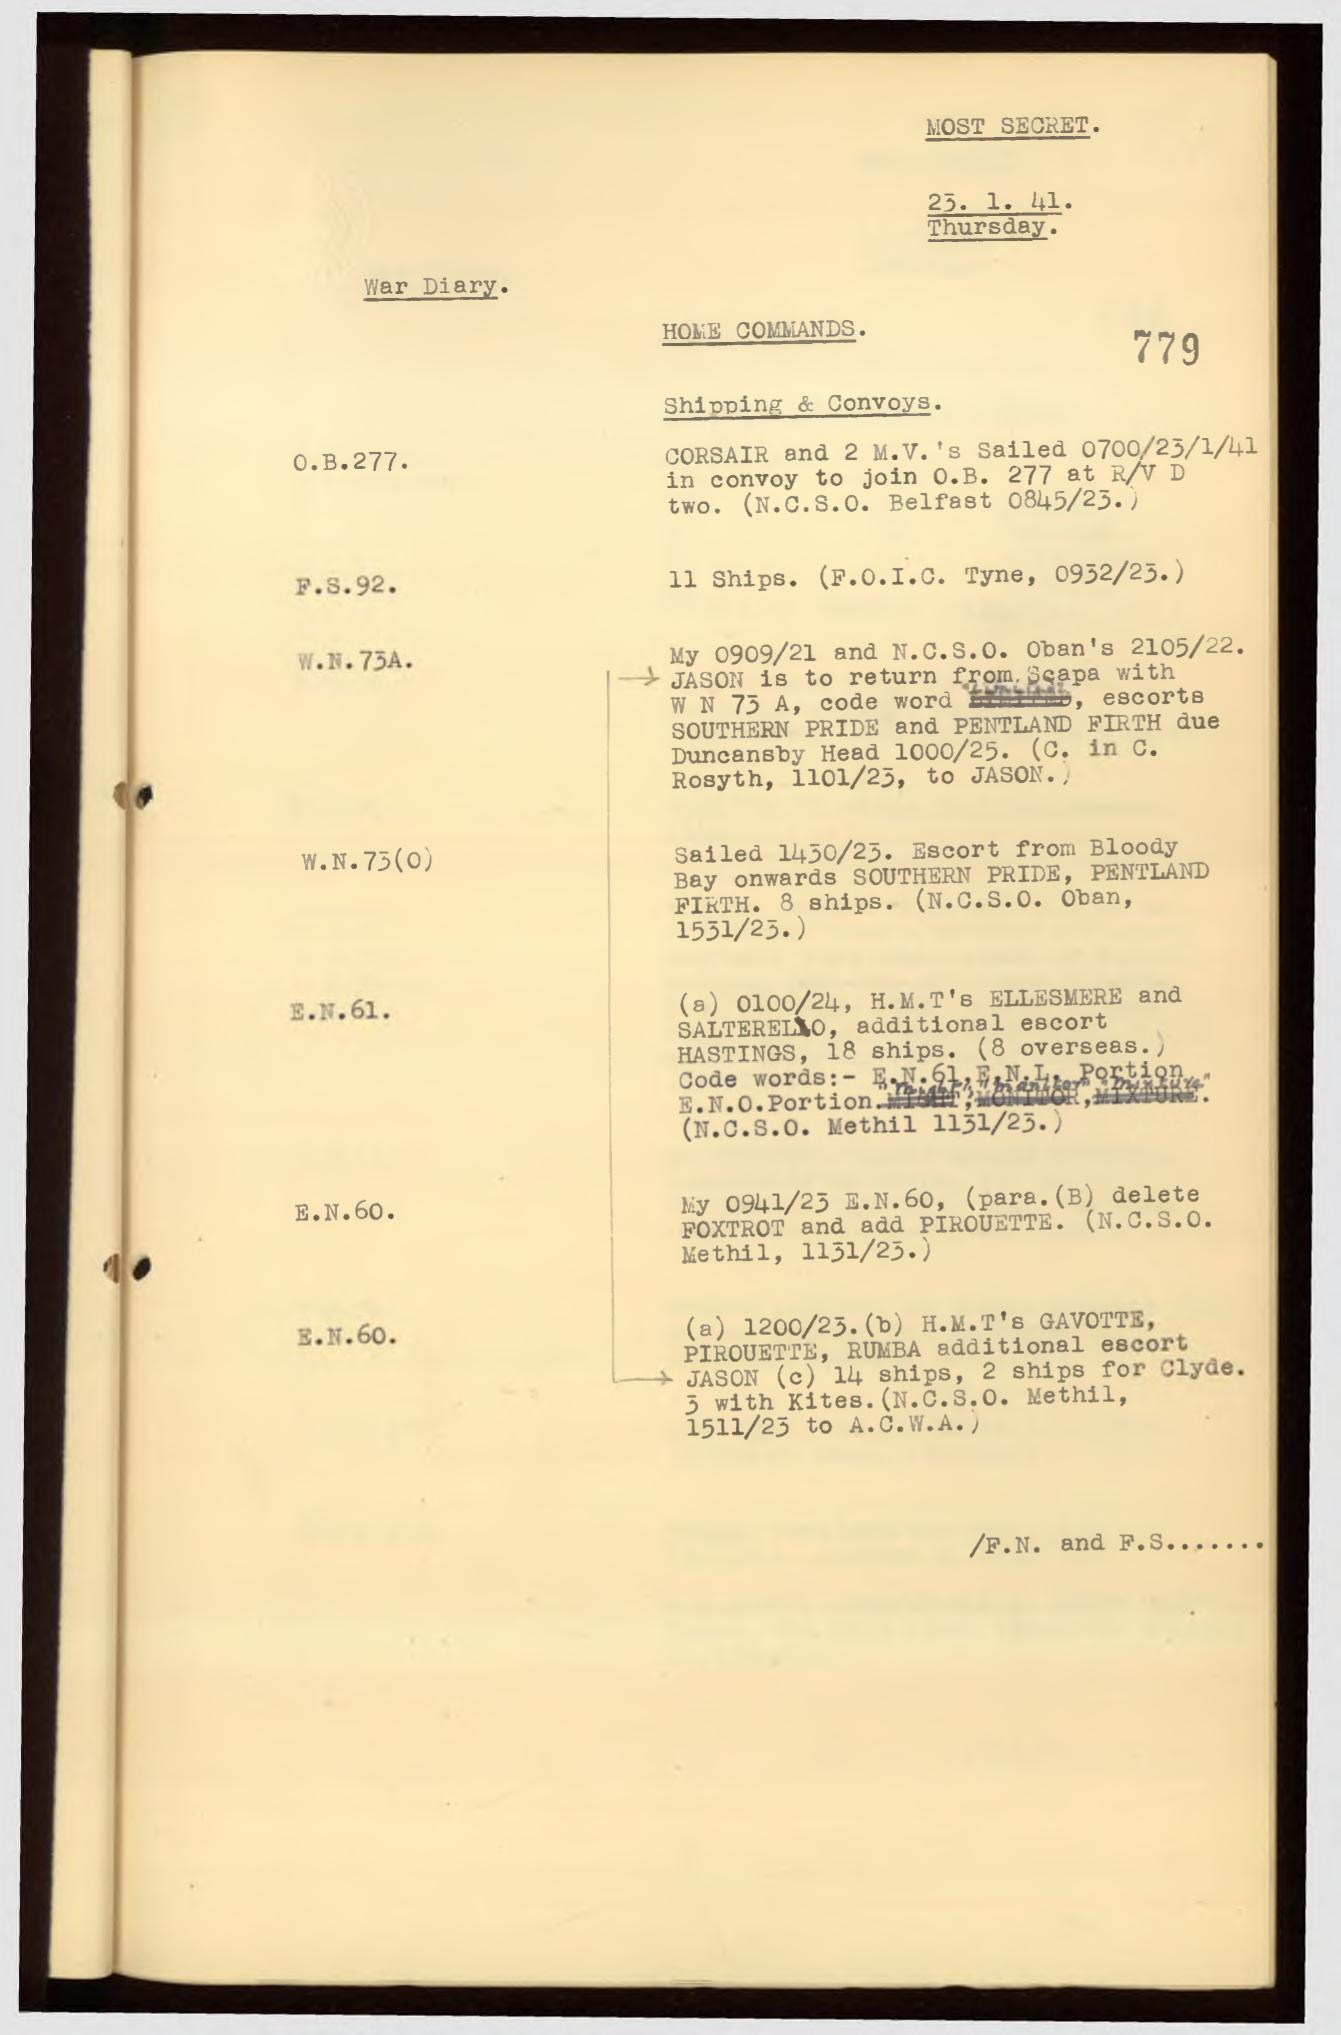 MOST SECRET.
23. 1. 41.
Thursday.
War Diary.
HOME COMMANDS.
779
Shipping & Convoys.
O.B.277.
CORSAIR and 2 M.V.'s Sailed 0700/23/1/41
in convoy to join O.B. 277 at R/V D
two. (N.C.S.O. Belfast 0845/23.)
F.S.92.
11 Ships. (F.O.I.C. Tyne, 0932/23.)
W.N.73A.
My 0909/21 and N.C.S.O. Oban's 2105/22.
JASON is to return from Scapa with
W N 73 A, code word , escorts
SOUTHERN PRIDE and PENTLAND FIRTH due
Duncansby Head 1000/25. (C. in C.
Rosyth, 1101/23, to JASON.)
W.N.73(O)
Sailed 1430/23. Escort from Bloody
Bay onwards SOUTHERN PRIDE, PENTLAND
FIRTH. 8 ships. (N.C.S.O. Oban,
1531/23.)
E.N.61.
(a) 0100/24, H.M.T's ELLESMERE and
SALTERELLO, additional escort
HASTINGS, 18 ships. (8 overseas.)
Code words:- E.N.61,E.N.L. Portion
"Might", "Monitor" "Mixture"
E.N.O.Portion.MIGHT,MONITOR,MIXTURE.
(N.C.S.O. Methil 1131/23.)
E.N.60.
My 0941/23 E.N.60, (para.(B) delete
FOXTROT and add PIROUETTE. (N.C.S.O.
Methil, 1131/23.)
E.N.60.
(a) 1200/23.(b) H.M.T's GAVOTTE,
PIROUETTE, RUMBA additional escort
JASON (c) 14 ships, 2 ships for Clyde.
3 with Kites.(N.C.S.O. Methil,
1511/23 to A.C.W.A.)
/F.N. and F.S.......